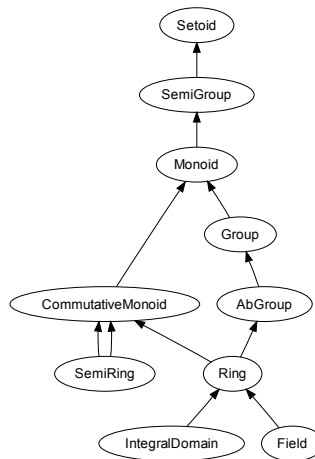 Setoid
SemiGroup
Monoid
Group
CommutativeMonoid
AbGroup
SemiRing
Ring
IntegralDomain
Field